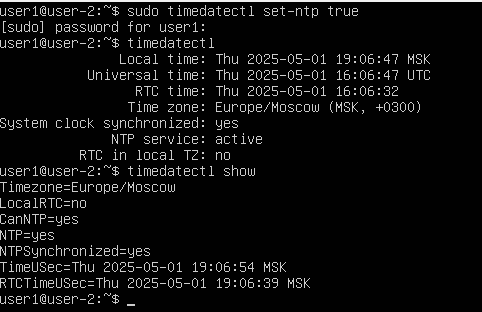 user1@user-2:~$ sudo timedatectl set-ntp true
[sudo] password for user1:
user1@user-2:~$ timedatectl
Local time: Thu 2025-05-01 19:06:47 MSK
Universal time: Thu 2025-05-01 16:06:47 UTC
RTC time: Thu 2025-05-01 16:06:32
Time zone: Europe/Moscow (MSK, +0300)
System clock synchronized: yes
NTP service: active
RTC in local TZ: no
user1@user-2:~$ timedatectl show
Timezone=Europe/Moscow
LocalRTC=no
CanNTP=yes
NTP=yes
NTPSynchronized=yes
TimeUSec=Thu 2025-05-01 19:06:54 MSK
RTCTimeUSec=Thu 2025-05-01 19:06:39 MSK
user1@user-2:~$ _